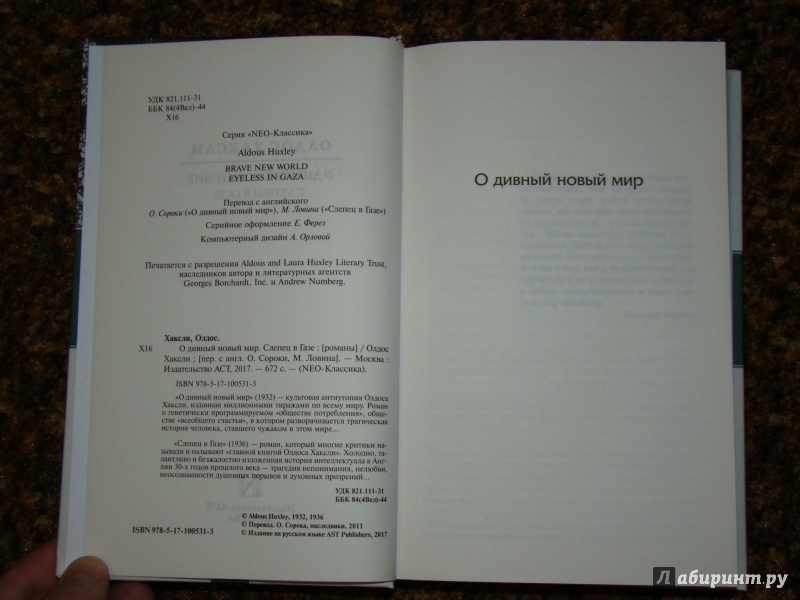 УДК 821.111-31
ББК 84(4Вел)-44
Х16
Серия «NEO-Классика»
Aldous Huxley
BRAVE NEW WORLD
EYELESS IN GAZA
Перевод с английского
О. Сороки («О дивный новый мир»), М. Ловина («Слепец в Газе»)
Серийное оформление Е. Ферез
Компьютерный дизайн А. Орловой
Печатается с разрешения Aldous and Laura Huxley Literary Trust,
наследников автора и литературных агентств
Georges Borchardt, Inc. и Andrew Nurnberg.
Хаксли, Олдос.
Х16 О дивный новый мир. Слепец в Газе : [романы] / Олдос
Хаксли ; [пер. с англ. О. Сороки, М. Ловина]. — Москва :
Издательство АСТ, 2017. — 672 с. — (NEO-Классика).
ISBN 978-5-17-100531-3
«О дивный новый мир» (1932) — культовая антиутопия Олдоса
Хаксли, изданная миллионными тиражами по всему миру. Роман
о генетически программируемом «обществе потребления», обще-
стве «всеобщего счастья», в котором разворачивается трагическая
история человека, ставшего чужаком в этом мире...
«Слепец в Газе» (1936) — роман, который многие критики на-
зывали и называют «главной книгой Олдоса Хаксли». Холодно, та-
лантливо и безжалостно изложенная история интеллектуала в Ан-
глии 30-х годов прошлого века — трагедия непонимания, нелюбви,
непознанности душевных порывов и духовных прозрений...
УДК 821.111-31
ББК 84(4Вел)-44
© Aldous Huxley, 1932, 1936
© Перевод. О. Сорока, наследники, 2011
ISBN 978-5-17-100531-3 © Издание на русском языке AST Publishers, 2017
О дивный новый мир
Лабиринт.ру